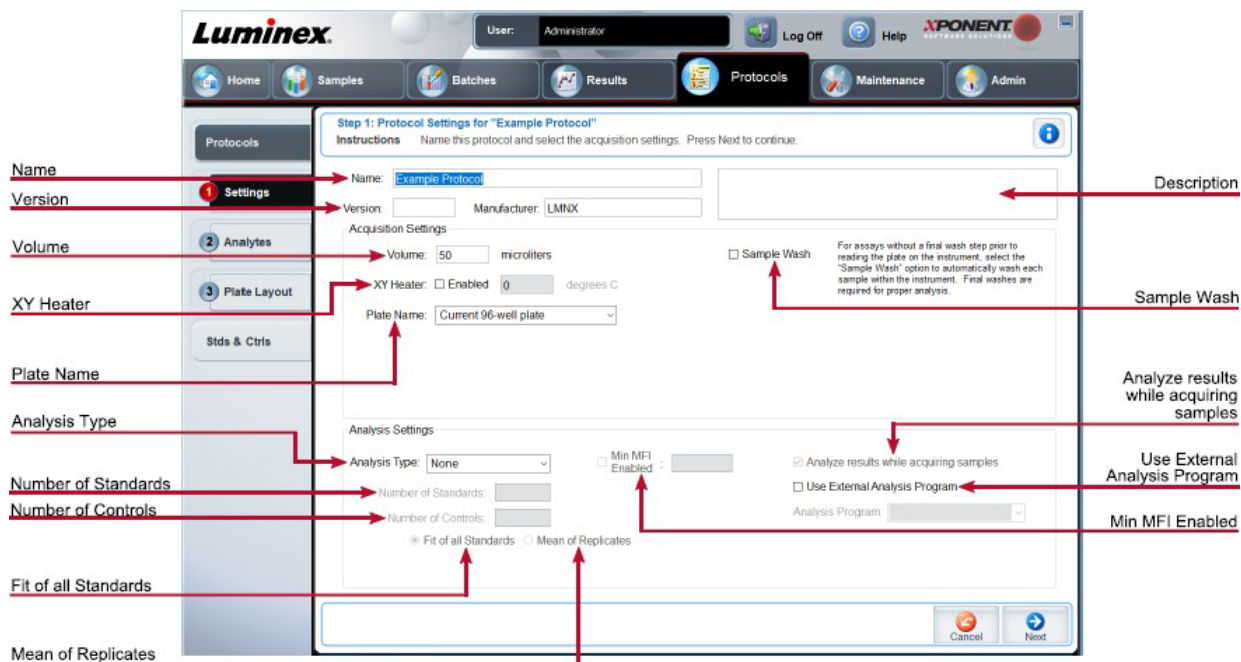 Luminex.
User: Administrator
Log Off
Help
XPONENT
SOFTWARE SOLUTIONS
Home
Samples
Batches
Results
Protocols
Maintenance
Admin
Protocols
1 Settings
2 Analytes
3 Plate Layout
Stds & Ctrls
Step 1: Protocol Settings for "Example Protocol"
Instructions Name this protocol and select the acquisition settings. Press Next to continue.
Name: Example Protocol
Version: Manufacturer: LMNX
Acquisition Settings
Volume: 50 microliters
XY Heater: Enabled 0 degrees C
Plate Name: Current 96-well plate
Sample Wash
For assays without a final wash step prior to
reading the plate on the instrument, select the
"Sample Wash" option to automatically wash each
sample within the instrument. Final washes are
required for proper analysis.
Analysis Settings
Analysis Type: None
Min MFI
Enabled :
Analyze results while acquiring samples
Number of Standards:
Use External Analysis Program
Number of Controls:
Analysis Program:
Fit of all Standards
Mean of Replicates
Cancel
Next
Name
Version
Volume
XY Heater
Plate Name
Analysis Type
Number of Standards
Number of Controls
Fit of all Standards
Mean of Replicates
Description
Sample Wash
Analyze results
while acquiring
samples
Use External
Analysis Program
Min MFI Enabled